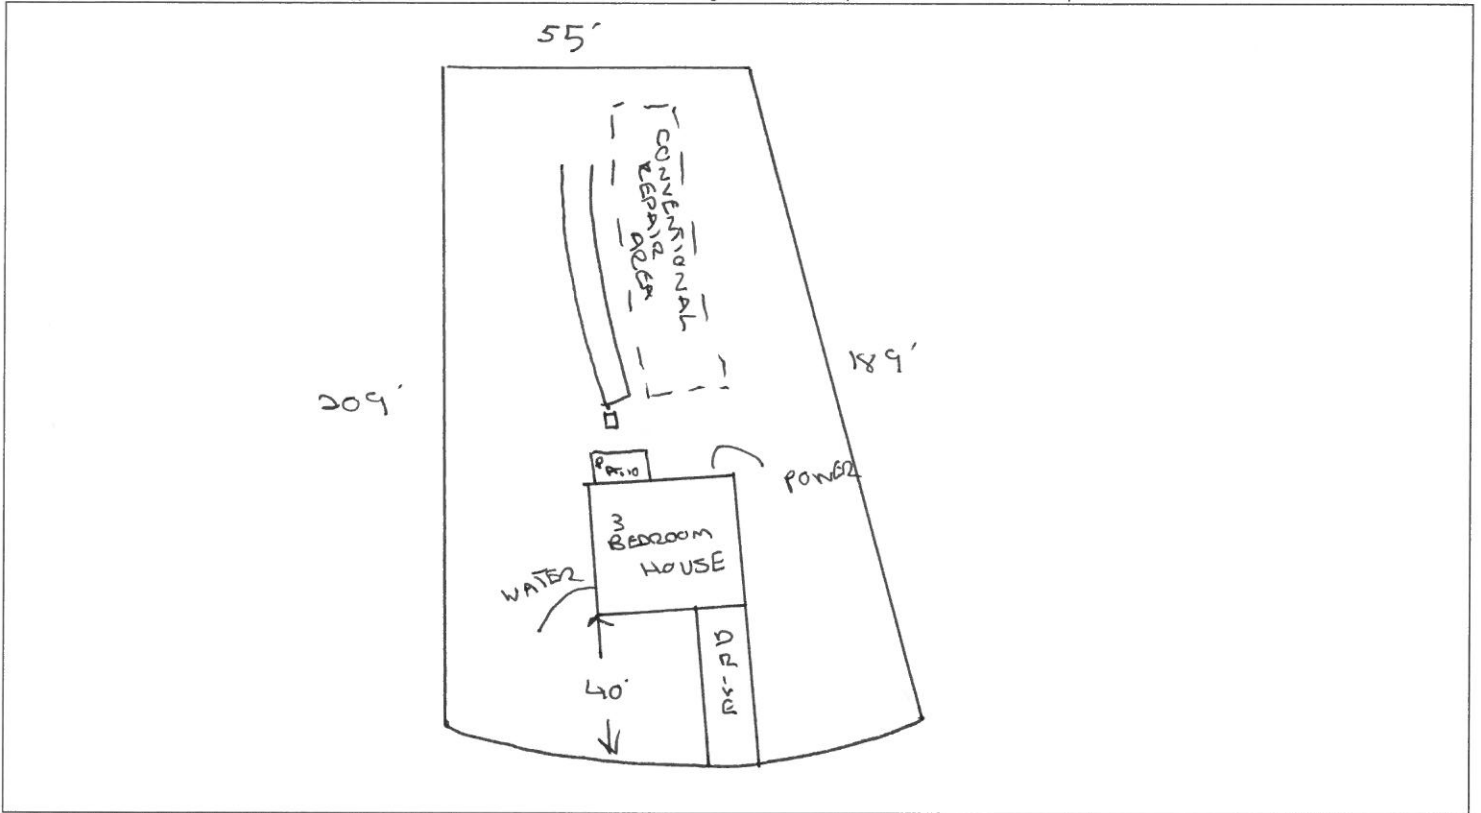 55'
CONVENTIONAL
REPAIR
AREA
189'
209'
PATIO
POWER
3
BEDROOM
HOUSE
WATER
DRIVE
40'